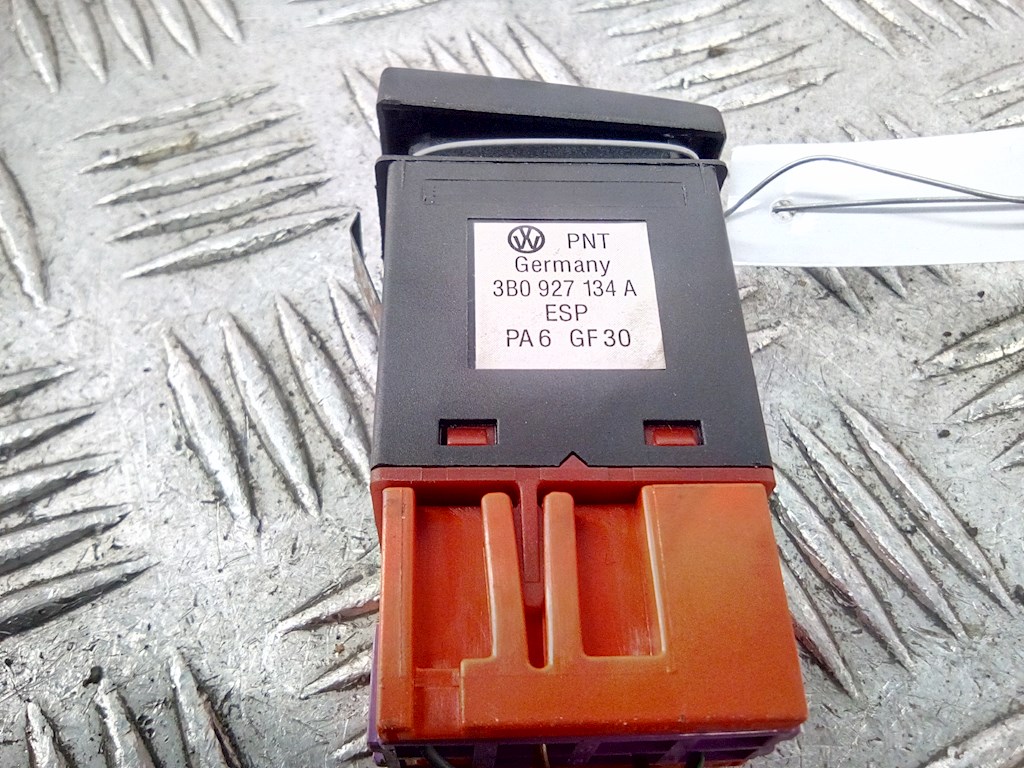 PNT
Germany
3B0 927 134 A
ESP
PA6 GF30